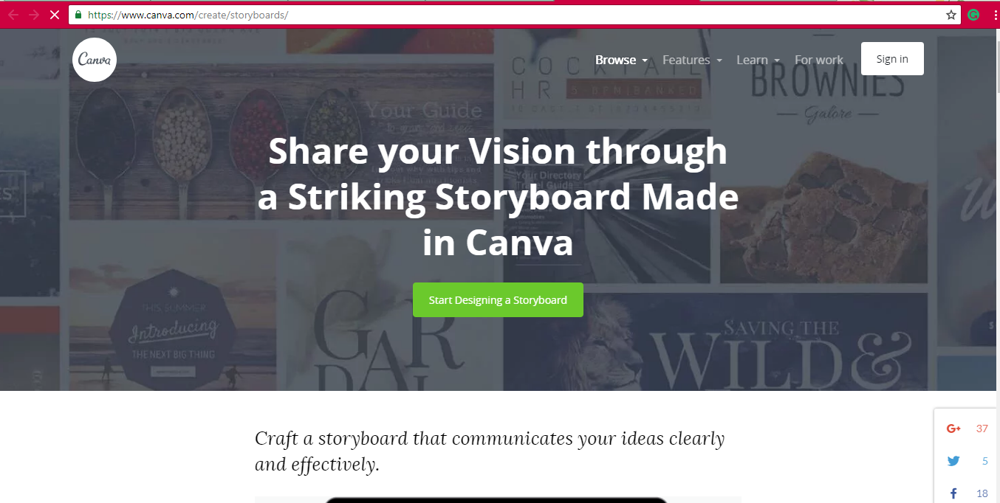 https://www.canva.com/create/storyboards/
Canva
Browse
Features
Learn
For work
Sign in
COCKTAIL
HR
BROWNIES
Galore
Your Guide
Share your Vision through
a Striking Storyboard Made
in Canva
Your Directory
Travel Guide
Start Designing a Storyboard
THIS SUMMER
Introducing
THE NEXT BIG THING
SAVING THE
WILD &
Craft a storyboard that communicates your ideas clearly
and effectively.
G+ 37
5
f 18